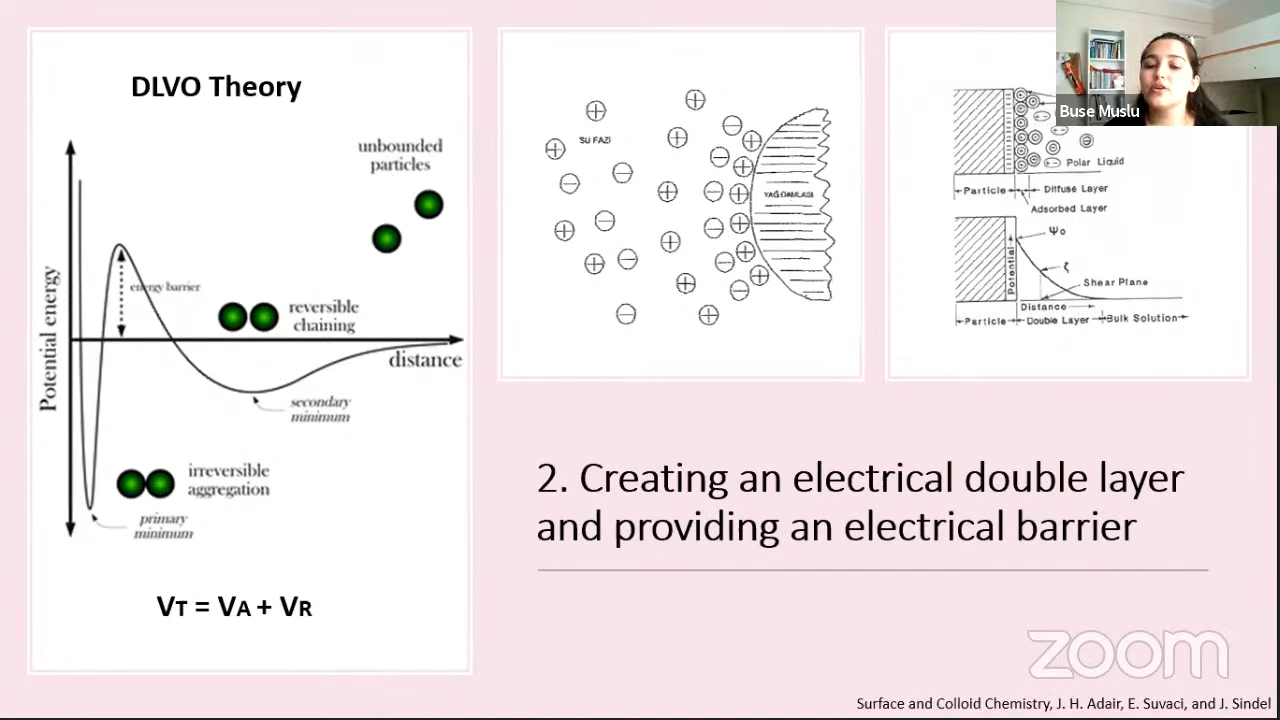 DLVO Theory
Potential energy
unbounded
particles
energy barrier
reversible
chaining
distance
secondary
minimum
irreversible
aggregation
primary
minimum
VT = VA + VR
SU FAZI
YAĞ DAMLASI
Buse Muslu
Polar Liquid
Particle
Diffuse Layer
Adsorbed Layer
Ψo
ζ
Potential
Shear Plane
Distance
Particle
Double Layer
Bulk Solution
2. Creating an electrical double layer
and providing an electrical barrier
zoom
Surface and Colloid Chemistry, J. H. Adair, E. Suvaci, and J. Sindel